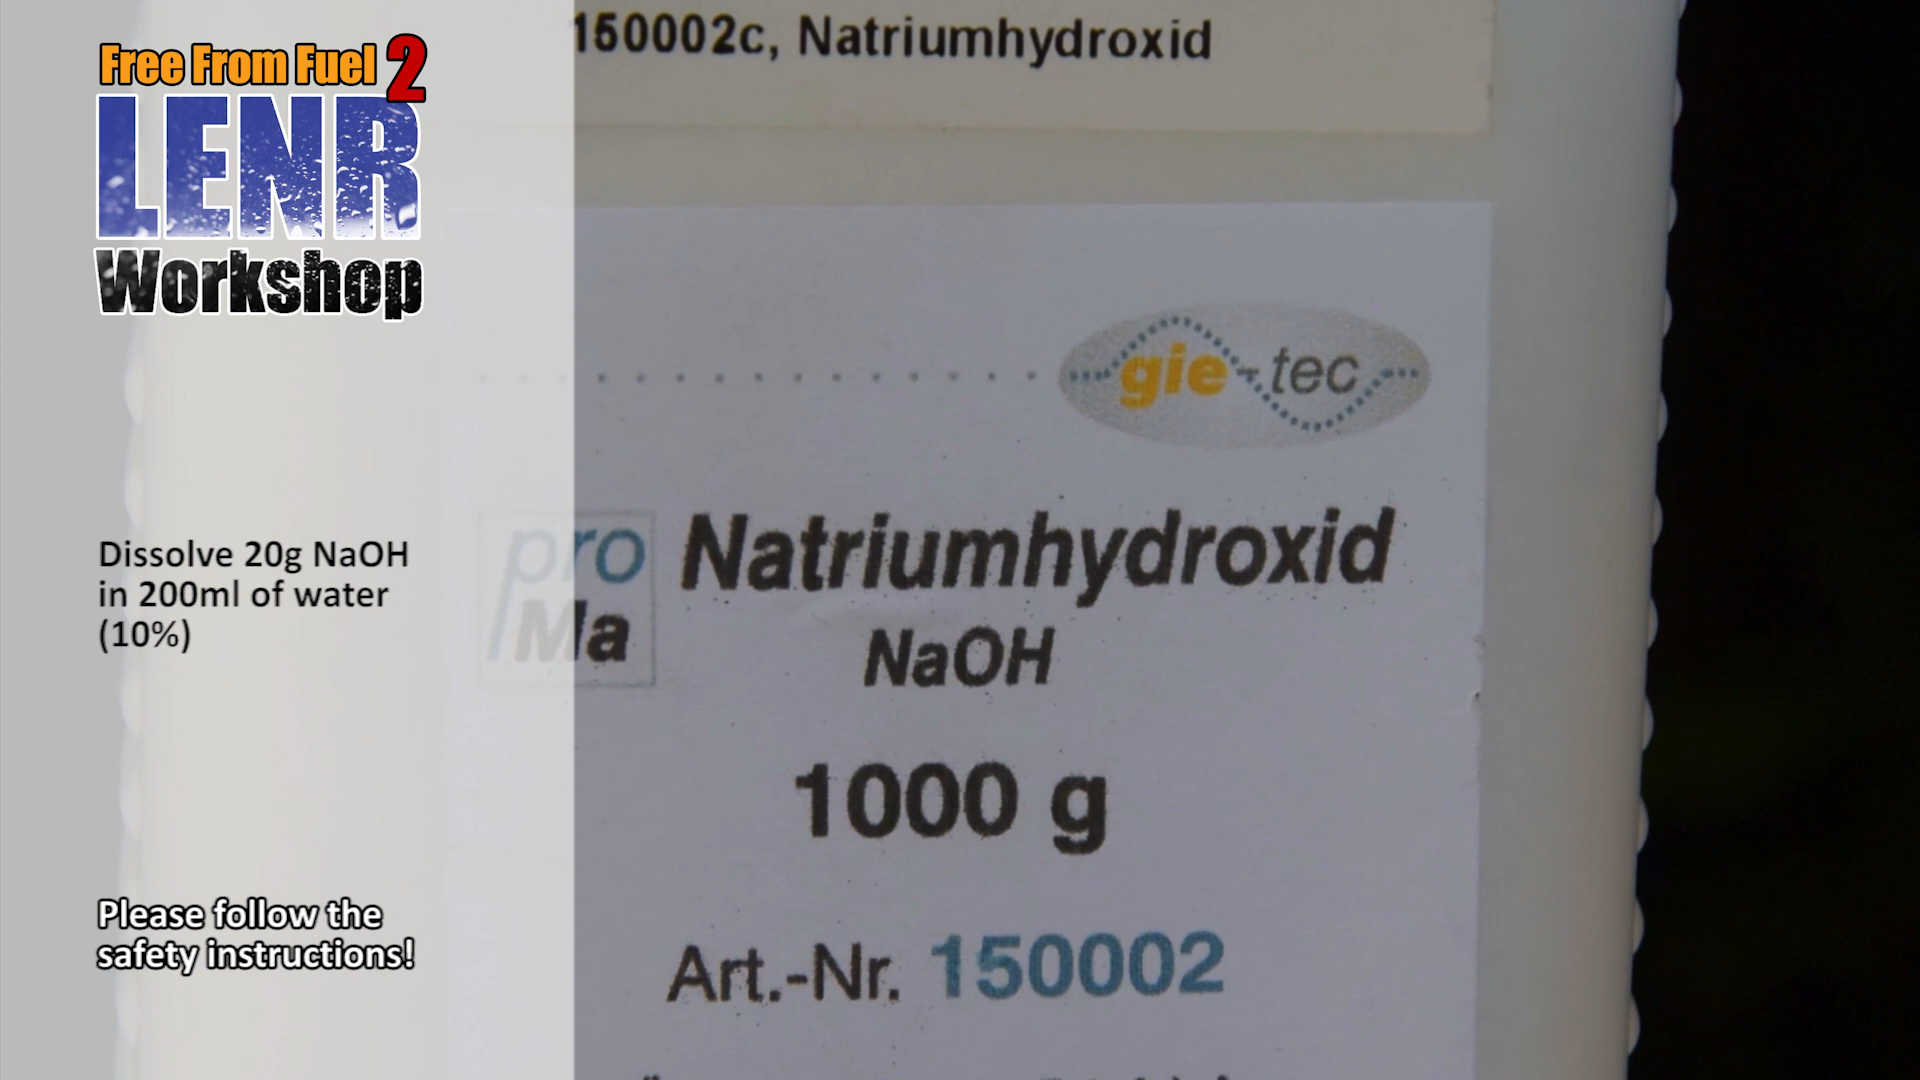 Free From Fuel 2
LENR
Workshop
Dissolve 20g NaOH
in 200ml of water
(10%)
Please follow the
safety instructions!
150002c, Natriumhydroxid
gie-tec
pro
Ma
Natriumhydroxid
NaOH
1000 g
Art.-Nr. 150002